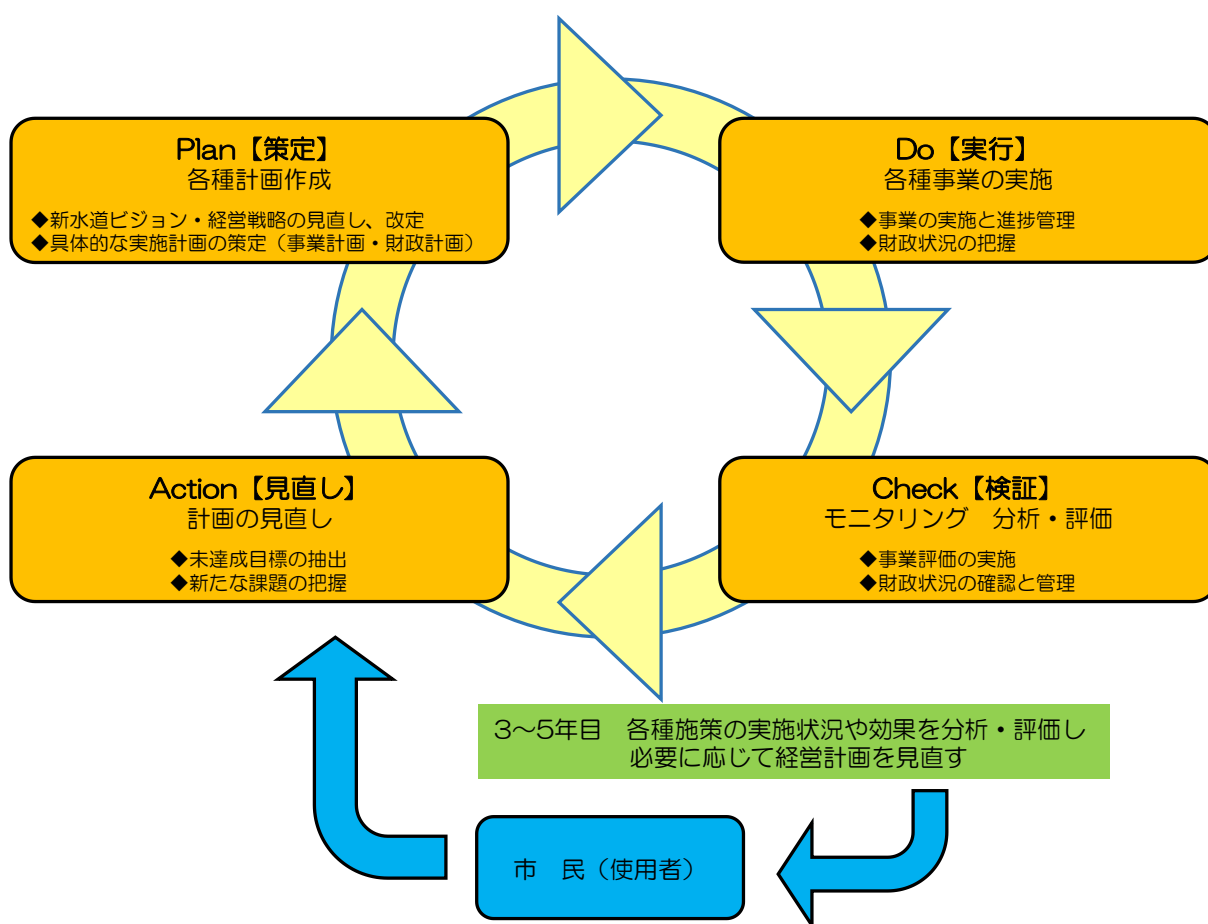 Plan【策定】
各種計画作成
◆新水道ビジョン・経営戦略の見直し、改定
◆具体的な実施計画の策定（事業計画・財政計画）
Do【実行】
各種事業の実施
◆事業の実施と進捗管理
◆財政状況の把握
Action【見直し】
計画の見直し
◆未達成目標の抽出
◆新たな課題の把握
Check【検証】
モニタリング　分析・評価
◆事業評価の実施
◆財政状況の確認と管理
3～5年目　各種施策の実施状況や効果を分析・評価し
必要に応じて経営計画を見直す
市　民（使用者）